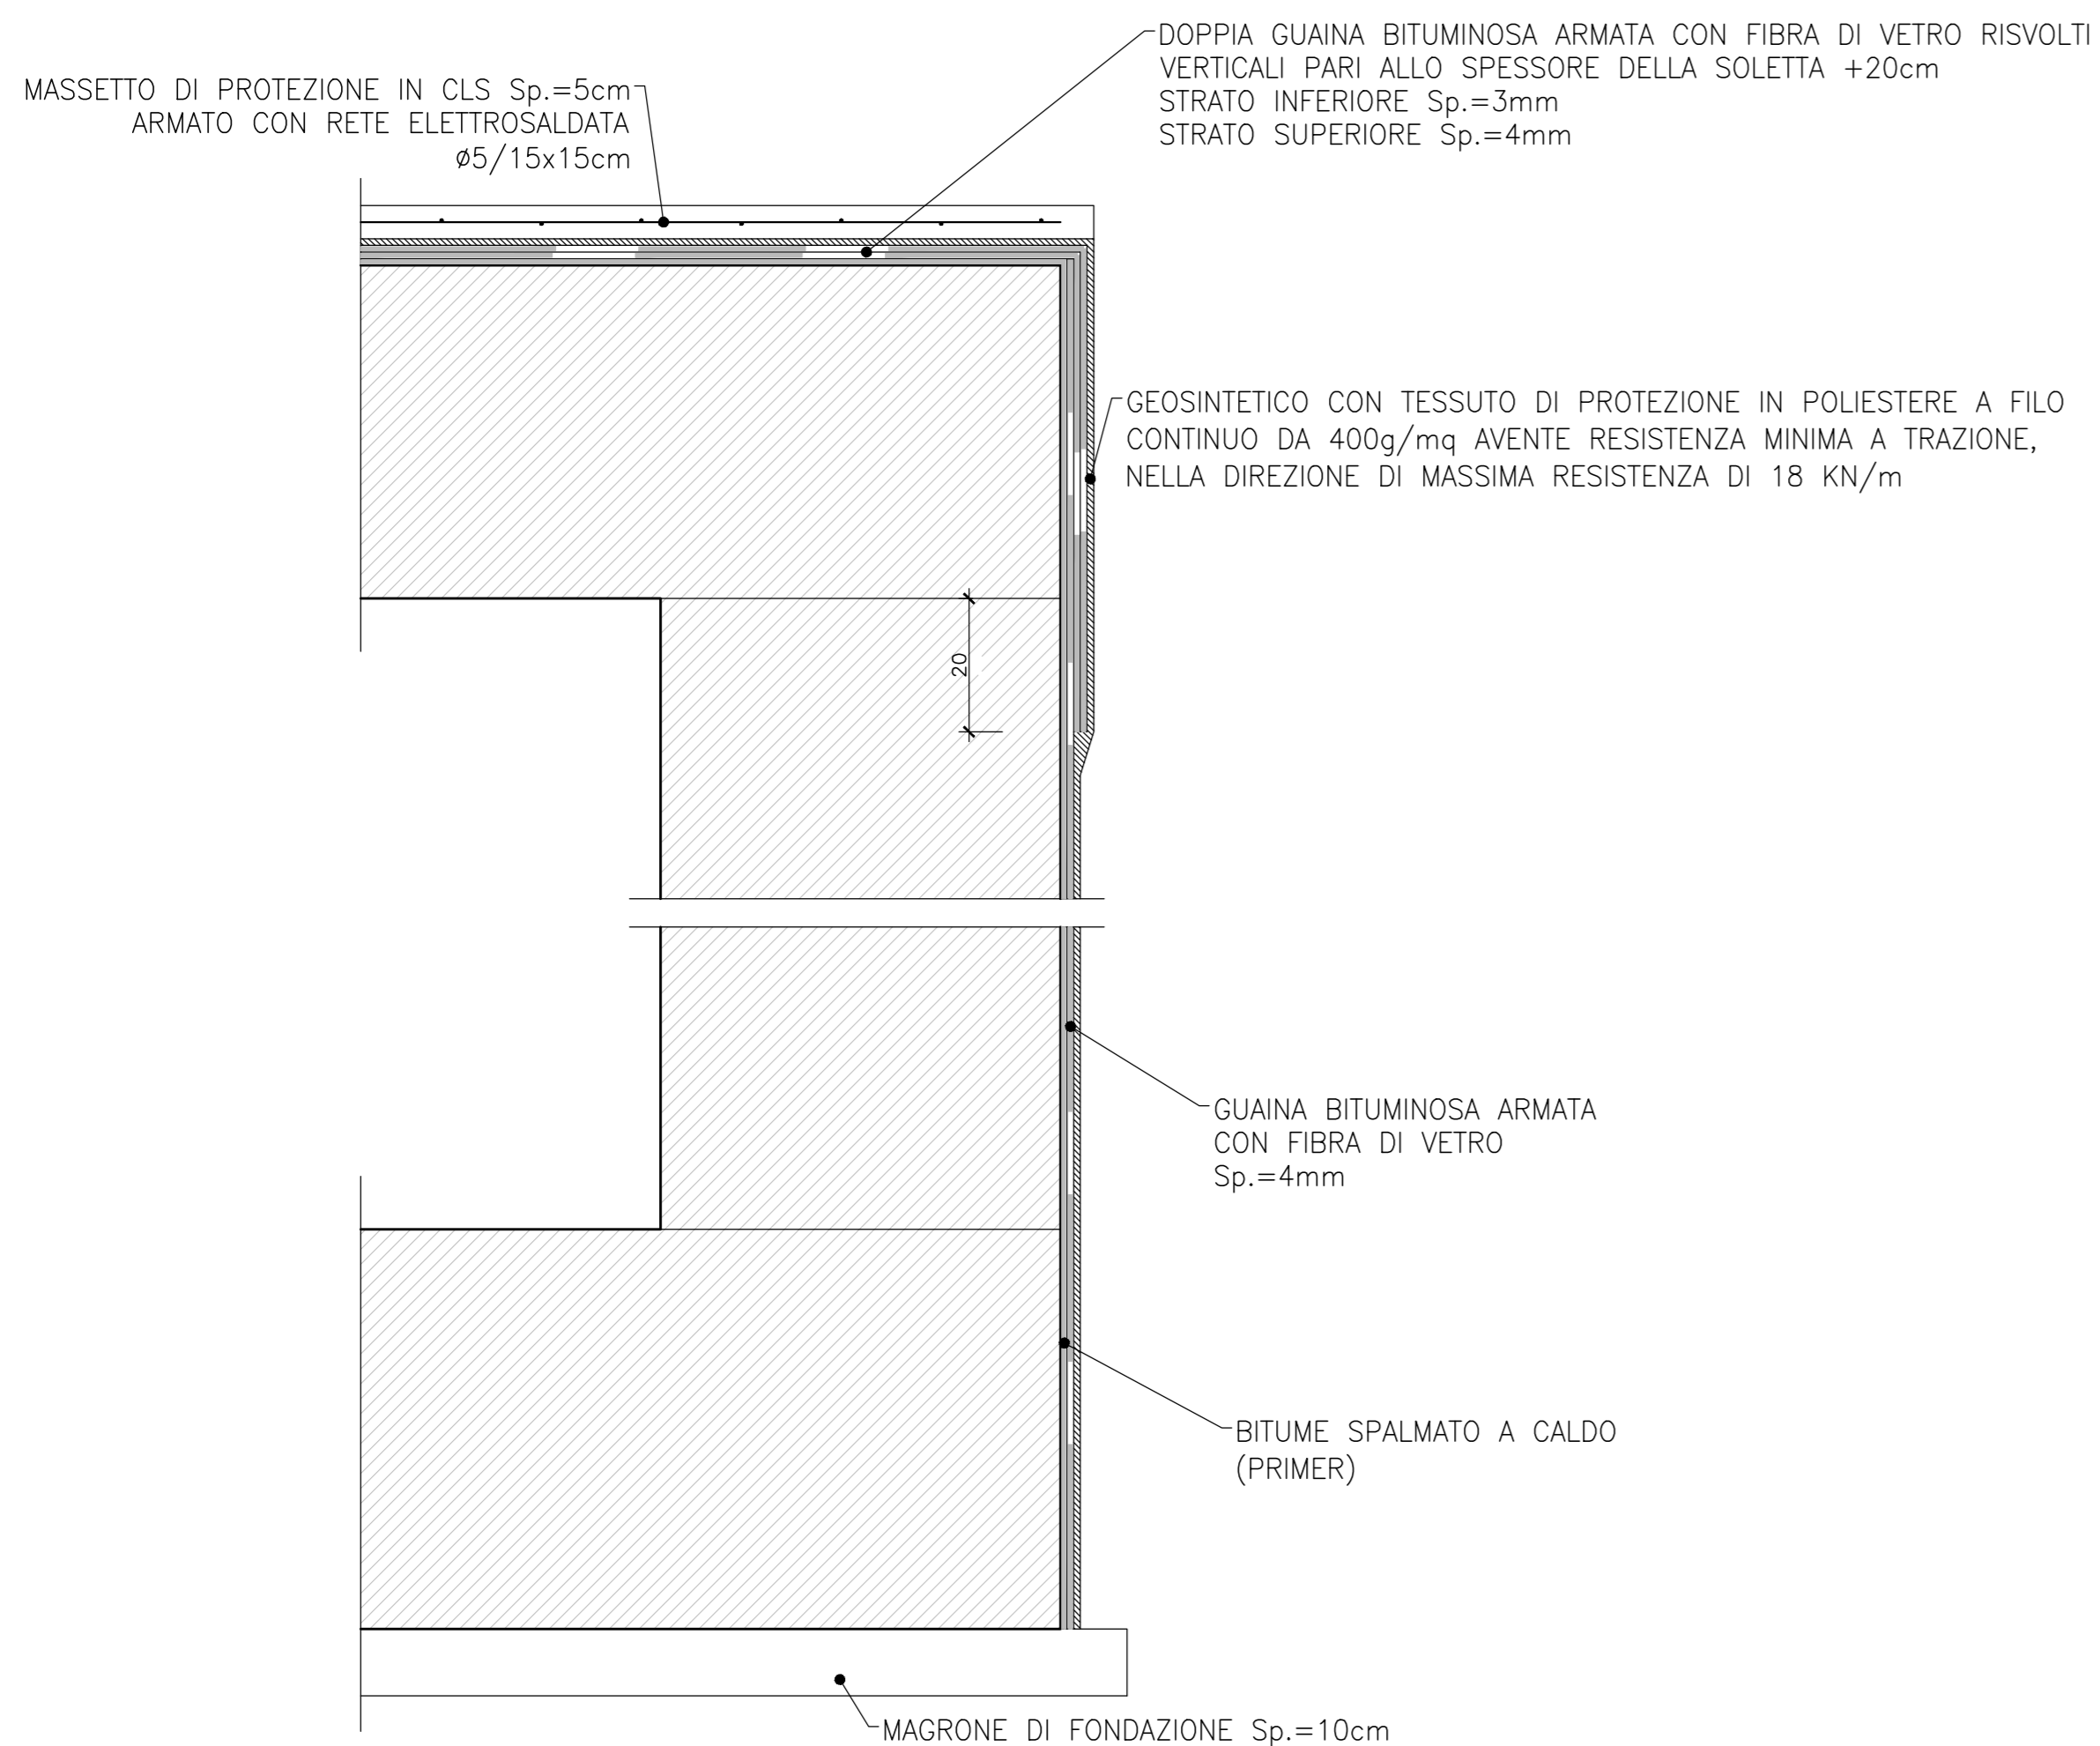 DOPPIA GUAINA BITUMINOSA ARMATA CON FIBRA DI VETRO RISVOLTI
VERTICALI PARI ALLO SPESSORE DELLA SOLETTA +20cm
STRATO INFERIORE Sp.=3mm
STRATO SUPERIORE Sp.=4mm
MASSETTO DI PROTEZIONE IN CLS Sp.=5cm
ARMATO CON RETE ELETTROSALDATA
ø5/15x15cm
GEOSINTETICO CON TESSUTO DI PROTEZIONE IN POLIESTERE A FILO
CONTINUO DA 400g/mq AVENTE RESISTENZA MINIMA A TRAZIONE,
NELLA DIREZIONE DI MASSIMA RESISTENZA DI 18 KN/m
20
GUAINA BITUMINOSA ARMATA
CON FIBRA DI VETRO
Sp.=4mm
BITUME SPALMATO A CALDO
(PRIMER)
MAGRONE DI FONDAZIONE Sp.=10cm